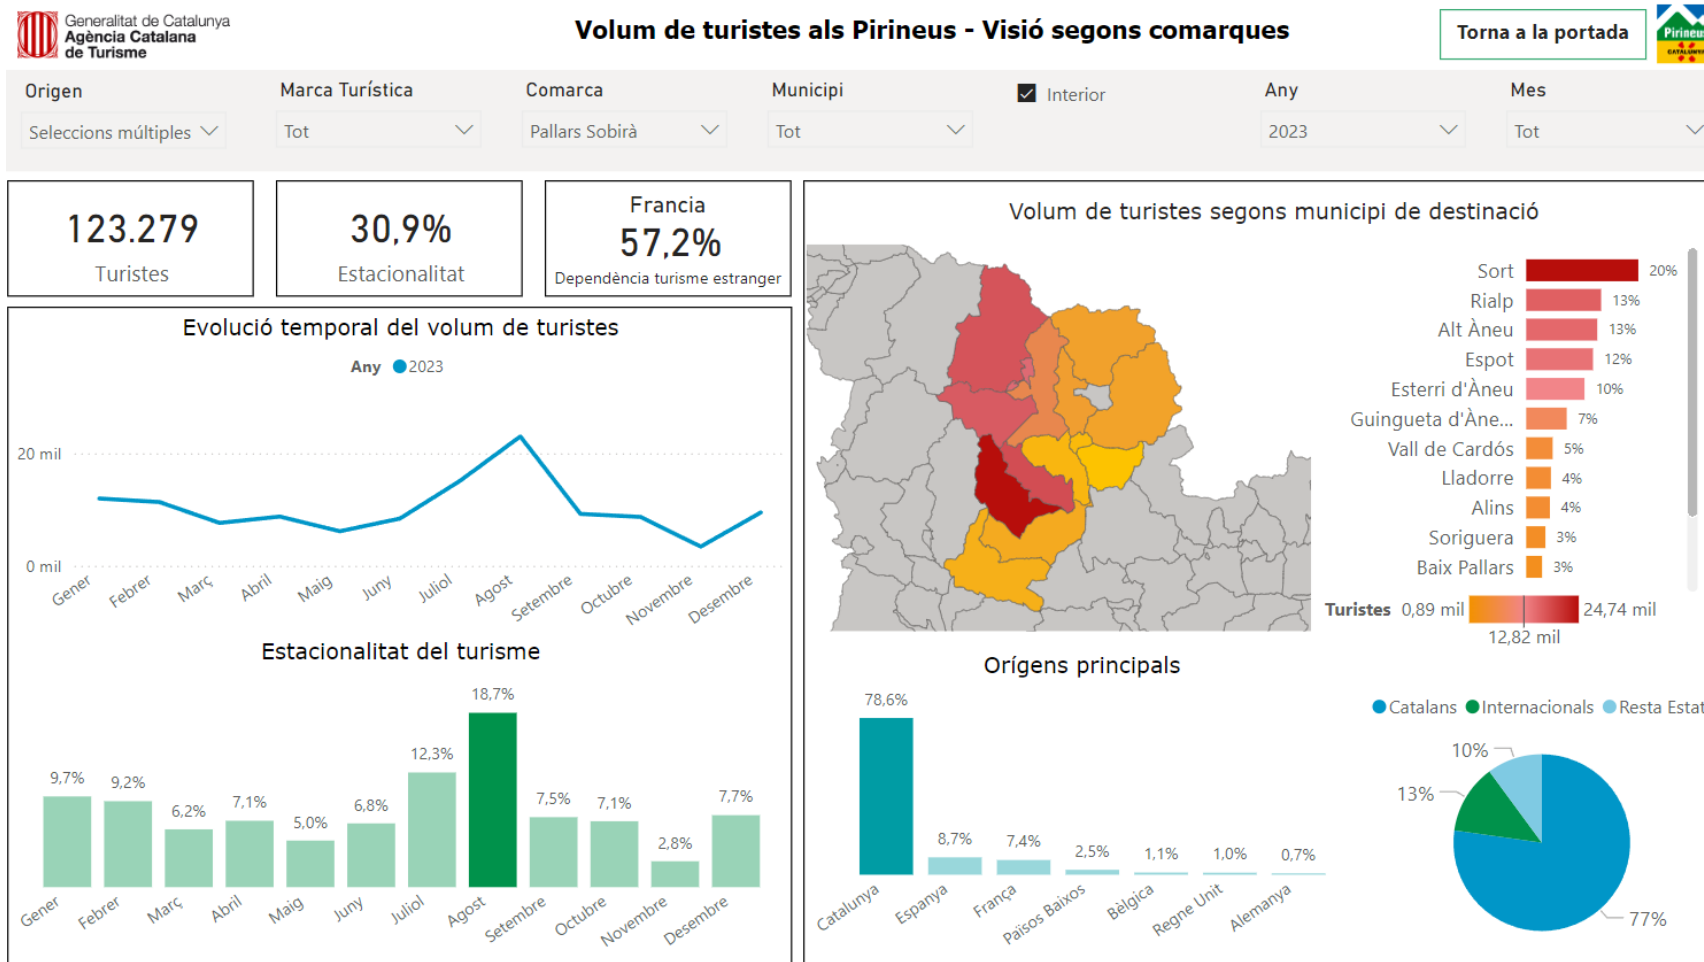 Generalitat de Catalunya
Agència Catalana
de Turisme
Volum de turistes als Pirineus - Visió segons comarques
Torna a la portada
Pirineus
CATALUNYA
Origen
Marca Turística
Comarca
Municipi
Interior
Any
Mes
Seleccions múltiples
Tot
Pallars Sobirà
Tot
2023
Tot
123.279
Turistes
30,9%
Estacionalitat
Francia
57,2%
Dependència turisme estranger
Evolució temporal del volum de turistes
Any 2023
20 mil
0 mil
Gener
Febrer
Març
Abril
Maig
Juny
Juliol
Agost
Setembre
Octubre
Novembre
Desembre
Estacionalitat del turisme
9,7%
9,2%
6,2%
7,1%
5,0%
6,8%
12,3%
18,7%
7,5%
7,1%
2,8%
7,7%
Gener
Febrer
Març
Abril
Maig
Juny
Juliol
Agost
Setembre
Octubre
Novembre
Desembre
Volum de turistes segons municipi de destinació
Sort 20%
Rialp 13%
Alt Àneu 13%
Espot 12%
Esterri d'Àneu 10%
Guingueta d'Àne... 7%
Vall de Cardós 5%
Lladorre 4%
Alins 4%
Soriguera 3%
Baix Pallars 3%
Turistes 0,89 mil 24,74 mil
12,82 mil
Orígens principals
78,6%
8,7%
7,4%
2,5%
1,1%
1,0%
0,7%
Catalunya
Espanya
França
Països Baixos
Bèlgica
Regne Unit
Alemanya
Catalans Internacionals Resta Estat
10%
13%
77%